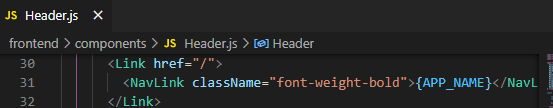 JS Header.js ×
frontend > components > JS Header.js > Header
30 <Link href="/">
31 <NavLink className="font-weight-bold">{APP_NAME}</NavL
32 </Link>